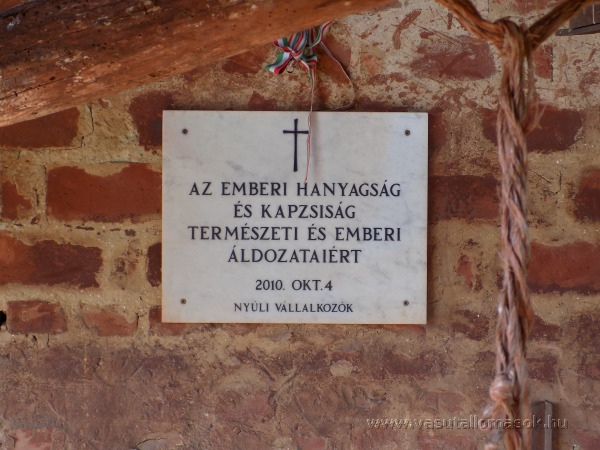 AZ EMBERI HANYAGSÁG
ÉS KAPZSISÁG
TERMÉSZETI ÉS EMBERI
ÁLDOZATAIÉRT
2010. OKT.4
NYÚLI VÁLLALKOZÓK
www.vasutallomasok.hu